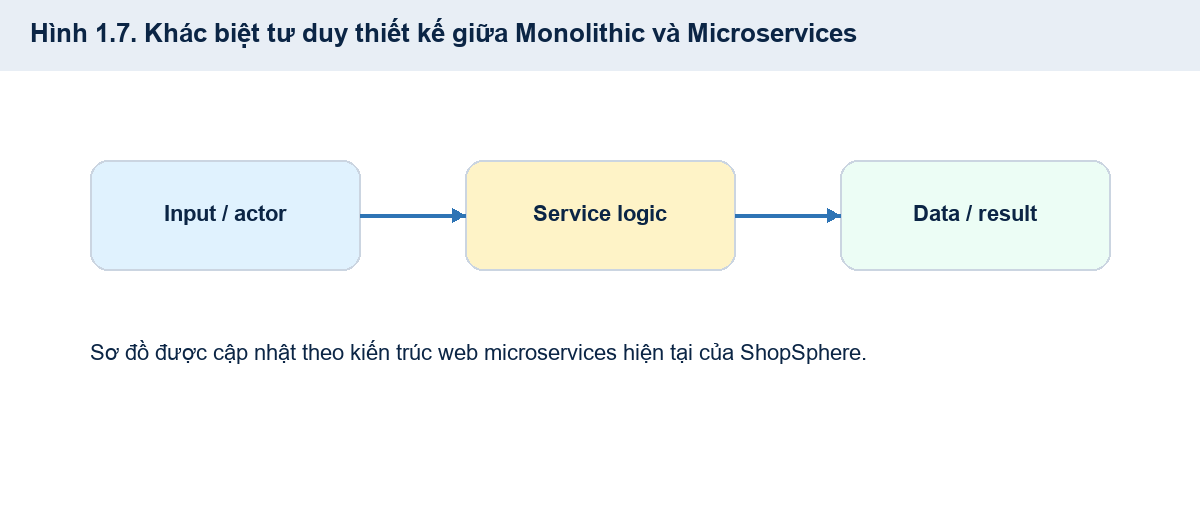 Hình 1.7. Khác biệt tư duy thiết kế giữa Monolithic và Microservices
Input / actor
Service logic
Data / result
Sơ đồ được cập nhật theo kiến trúc web microservices hiện tại của ShopSphere.